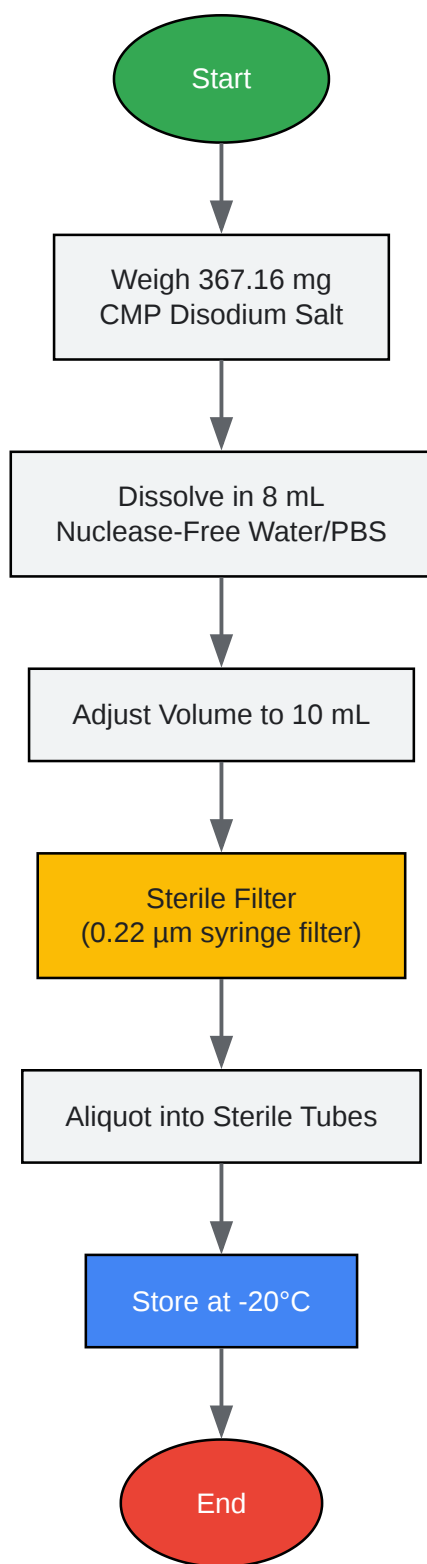 Start
Weigh 367.16 mg
CMP Disodium Salt
Dissolve in 8 mL
Nuclease-Free Water/PBS
Adjust Volume to 10 mL
Sterile Filter
(0.22 µm syringe filter)
Aliquot into Sterile Tubes
Store at -20°C
End